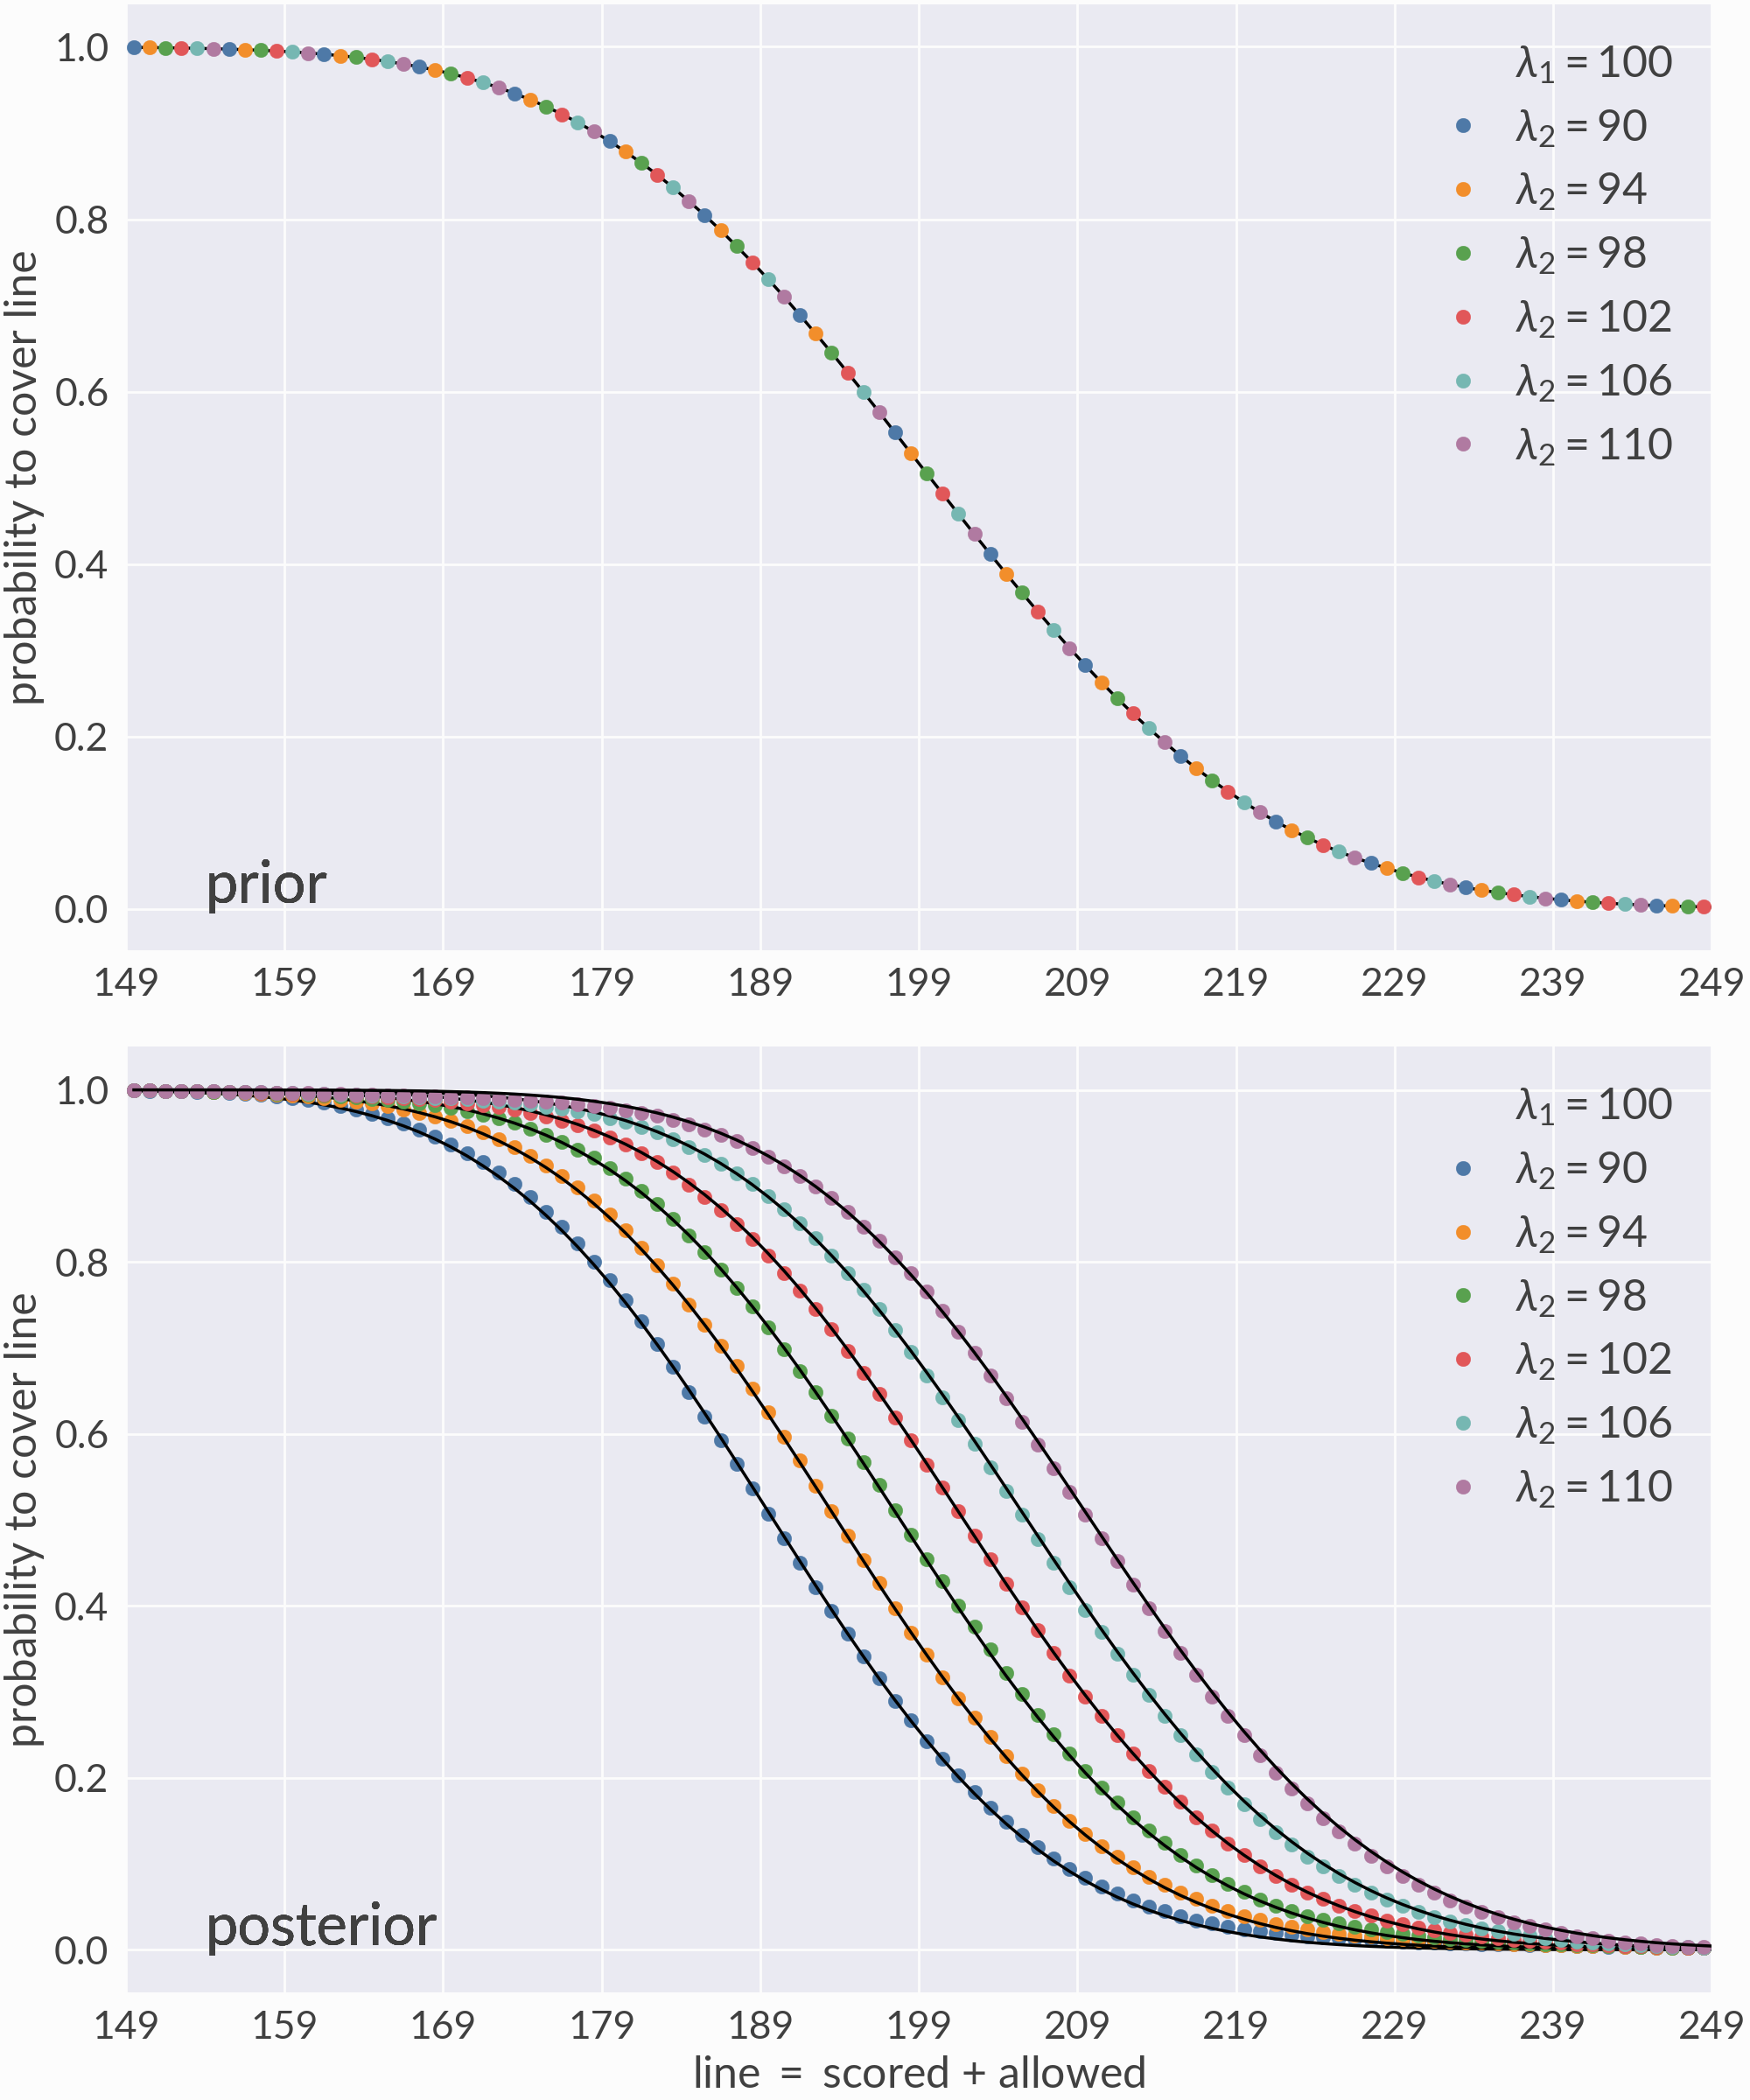 probability to cover line
1.0
0.8
0.6
0.4
0.2
0.0
λ1 = 100
λ2 = 90
λ2 = 94
λ2 = 98
λ2 = 102
λ2 = 106
λ2 = 110
prior
149 159 169 179 189 199 209 219 229 239 249
probability to cover line
1.0
0.8
0.6
0.4
0.2
0.0
λ1 = 100
λ2 = 90
λ2 = 94
λ2 = 98
λ2 = 102
λ2 = 106
λ2 = 110
posterior
149 159 169 179 189 199 209 219 229 239 249
line = scored + allowed